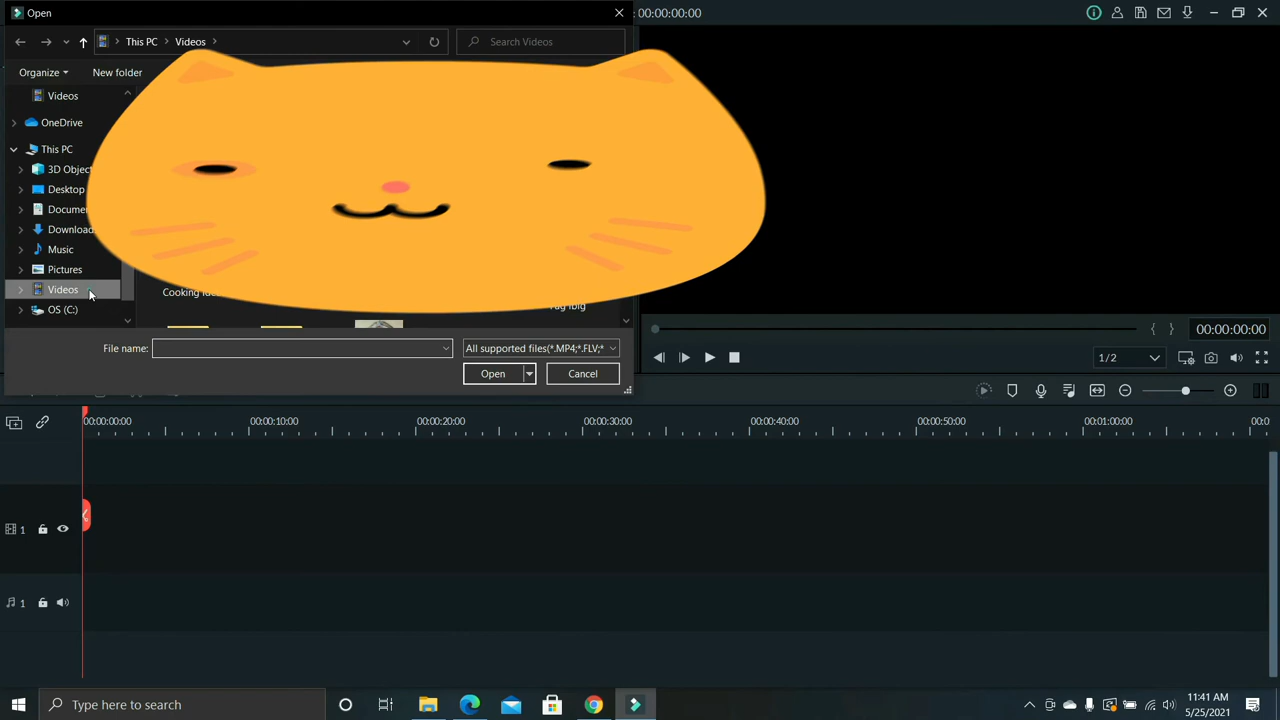 Open
00:00:00:00
This PC
Videos
Search Videos
Organize
New folder
Videos
OneDrive
This PC
3D Objec
Desktop
Docume
Download
Music
Pictures
Videos
OS (C:)
File name:
All supported files(*.MP4;*.FLV;*
Open
Cancel
00:00:00:00
1/2
00:00:00:00
00:00:10:00
00:00:20:00
00:00:30:00
00:00:40:00
00:00:50:00
00:01:00:00
00:0
1
1
Type here to search
11:41 AM
5/25/2021